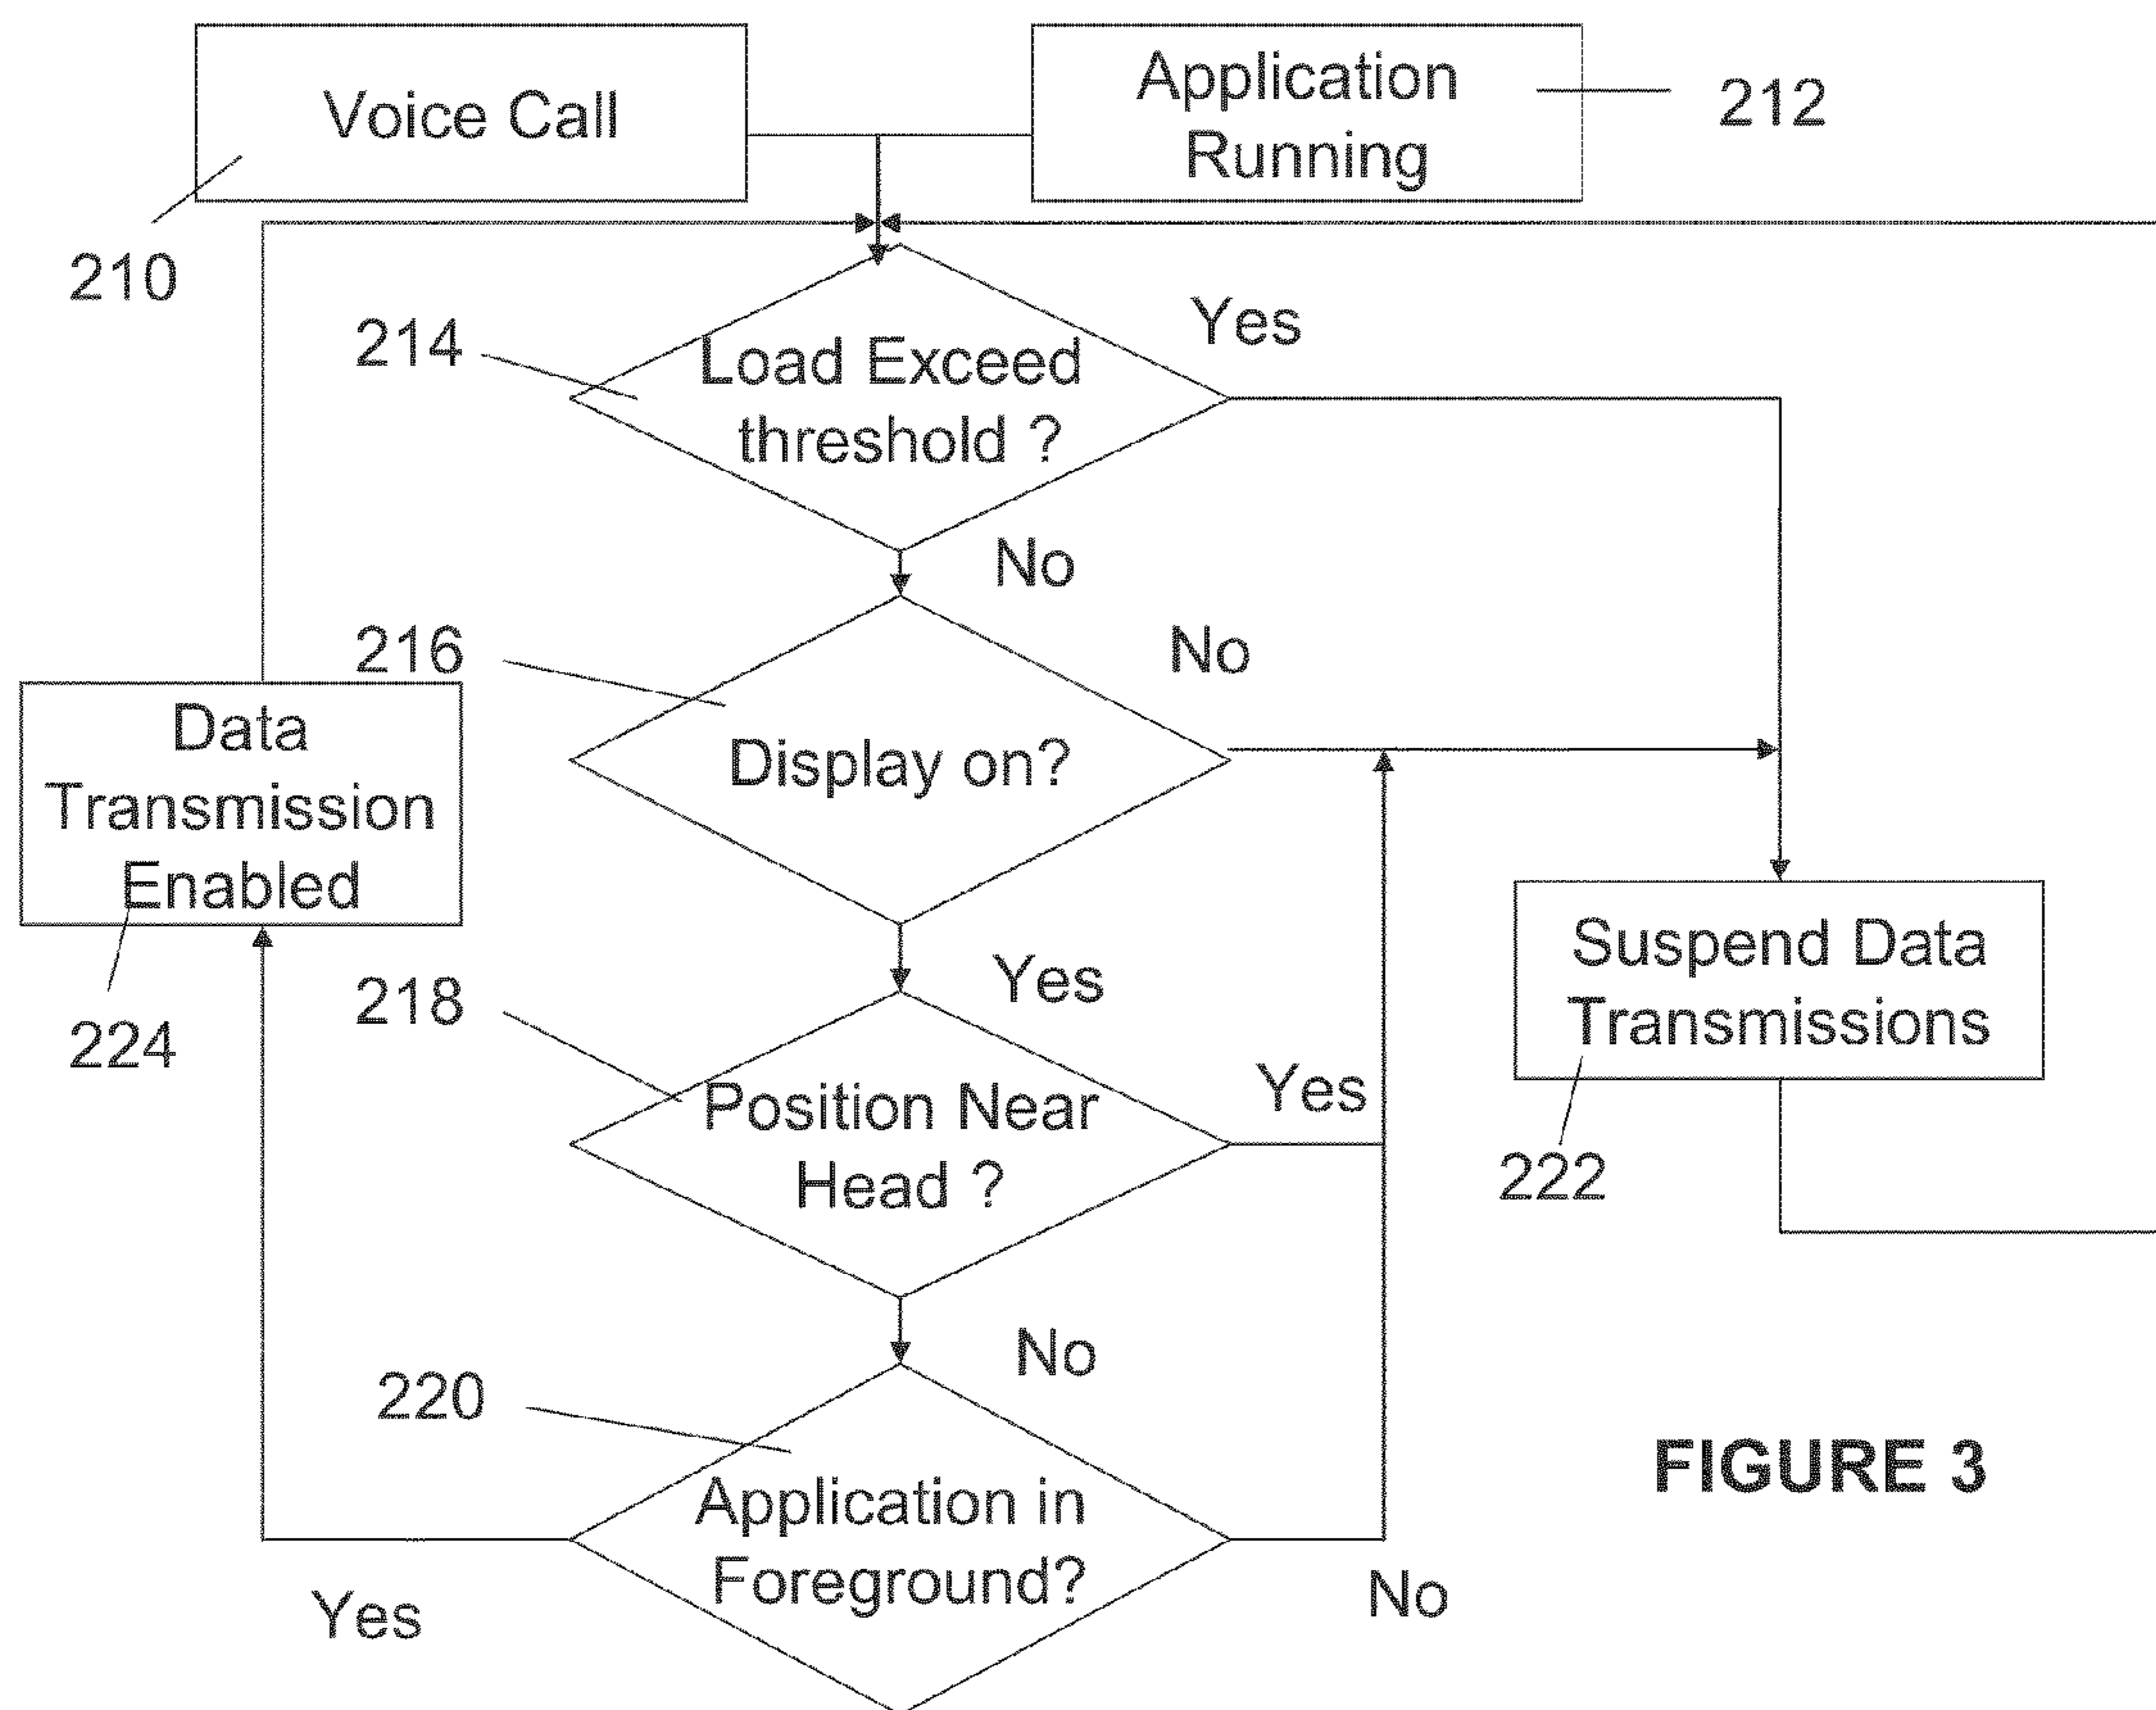 Voice Call
Application
Running
212
210
214
Load Exceed
threshold ?
Yes
No
216
No
Display on?
Data
Transmission
Enabled
224
Yes
218
Position Near
Head ?
Yes
Suspend Data
Transmissions
222
No
220
Application in
Foreground?
Yes
No
FIGURE 3